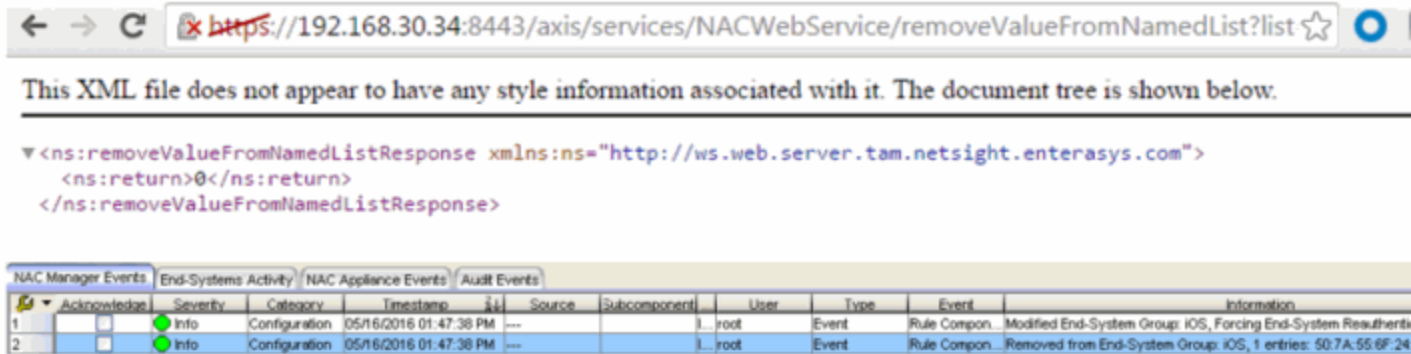 https://192.168.30.34:8443/axis/services/NACWebService/removeValueFromNamedList?list
This XML file does not appear to have any style information associated with it. The document tree is shown below.
▼<ns:removeValueFromNamedListResponse xmlns:ns="http://ws.web.server.tam.netsight.enterasys.com">
<ns:return>0</ns:return>
</ns:removeValueFromNamedListResponse>
NAC Manager Events End-Systems Activity NAC Appliance Events Audit Events
Acknowledge Severity Category Timestamp Source Subcomponent User Type Event Information
1 Info Configuration 05/16/2016 01:47:38 PM --- I... root Event Rule Compon... Modified End-System Group: iOS, Forcing End-System Reauthenti
2 Info Configuration 05/16/2016 01:47:38 PM --- I... root Event Rule Compon... Removed from End-System Group: iOS, 1 entries: 50:7A:55:6F:24